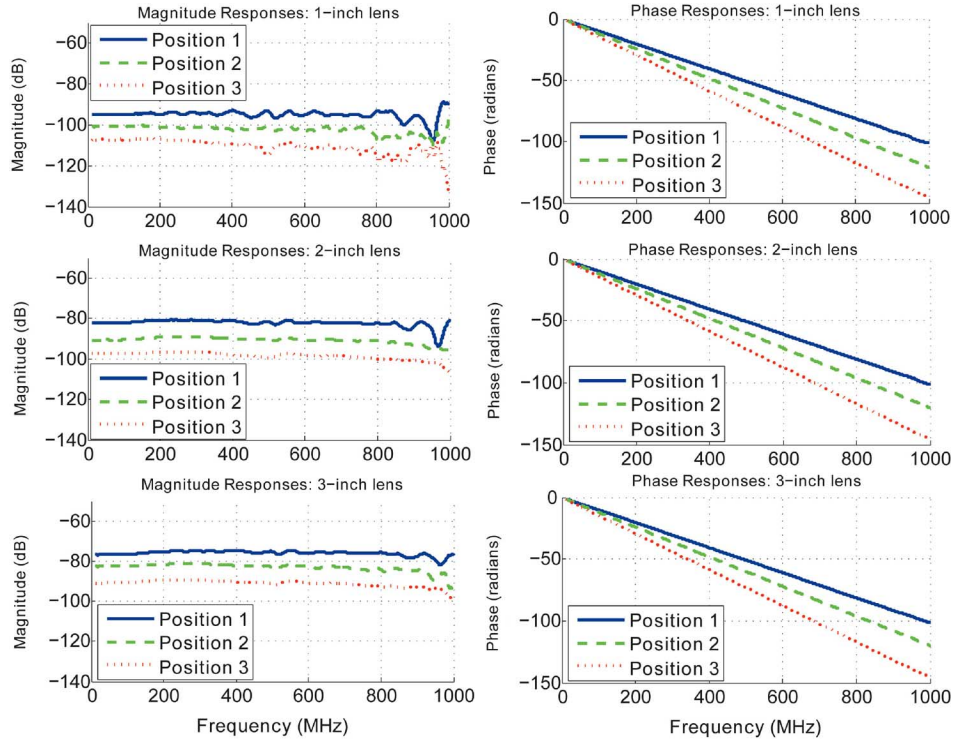 Magnitude Responses: 1-inch lens
Magnitude (dB)
-60
-80
-100
-120
-140
Position 1
Position 2
Position 3
0 200 400 600 800 1000
Phase Responses: 1-inch lens
Phase (radians)
0
-50
-100
-150
Position 1
Position 2
Position 3
0 200 400 600 800 1000
Magnitude Responses: 2-inch lens
Magnitude (dB)
-60
-80
-100
-120
-140
Position 1
Position 2
Position 3
0 200 400 600 800 1000
Phase Responses: 2-inch lens
Phase (radians)
0
-50
-100
-150
Position 1
Position 2
Position 3
0 200 400 600 800 1000
Magnitude Responses: 3-inch lens
Magnitude (dB)
-60
-80
-100
-120
-140
Position 1
Position 2
Position 3
0 200 400 600 800 1000
Frequency (MHz)
Phase Responses: 3-inch lens
Phase (radians)
0
-50
-100
-150
Position 1
Position 2
Position 3
0 200 400 600 800 1000
Frequency (MHz)